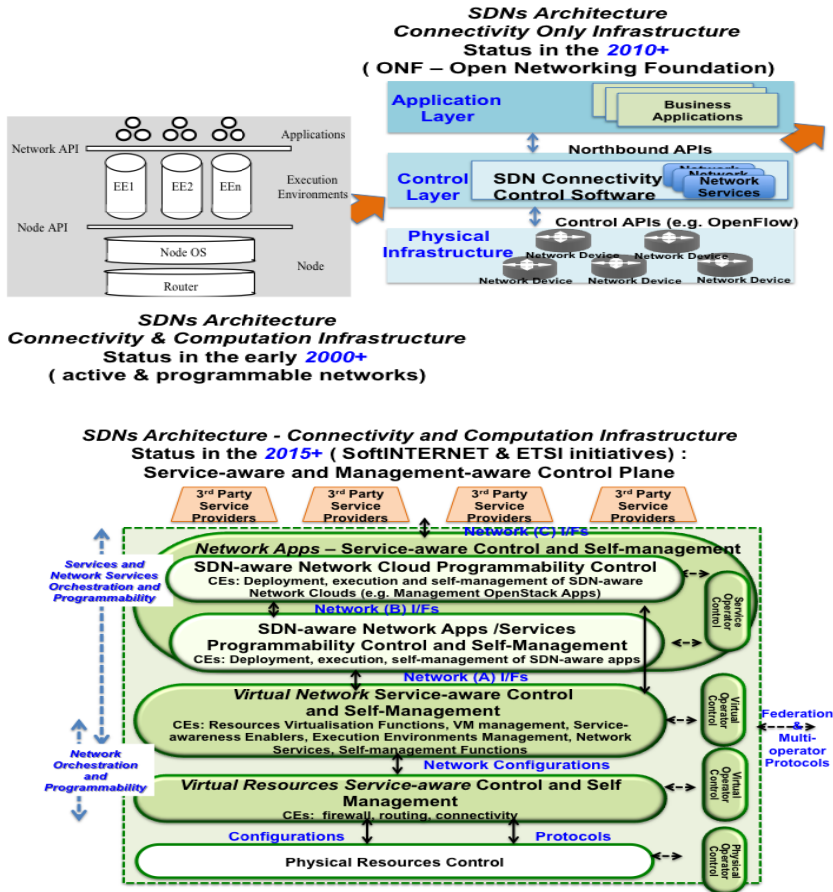 SDNs Architecture
Connectivity Only Infrastructure
Status in the 2010+
( ONF – Open Networking Foundation)
Application
Layer
Business
Applications
Northbound APIs
Control
Layer
SDN Connectivity
Control Software
Network
Network
Network
Services
Control APIs (e.g. OpenFlow)
Physical
Infrastructure
Network Device
Network Device
Network Device
Network Device
Network Device
Applications
Network API
EE1
EE2
EEn
Execution
Environments
Node API
Node OS
Node
Router
SDNs Architecture
Connectivity & Computation Infrastructure
Status in the early 2000+
( active & programmable networks)
SDNs Architecture - Connectivity and Computation Infrastructure
Status in the 2015+ ( SoftINTERNET & ETSI initiatives) :
Service-aware and Management-aware Control Plane
3rd Party
Service
Providers
3rd Party
Service
Providers
3rd Party
Service
Providers
3rd Party
Service
Providers
Network (C) I/Fs
Network Apps – Service-aware Control and Self-management
SDN-aware Network Cloud Programmability Control
CEs: Deployment, execution and self-management of SDN-aware
Network Clouds (e.g. Management OpenStack Apps)
Services and
Network Services
Orchestration and
Programmability
Service
Operator
Control
Network (B) I/Fs
SDN-aware Network Apps /Services
Programmability Control and Self-Management
CEs: Deployment, execution, self-management of SDN-aware apps
Network (A) I/Fs
Virtual Network Service-aware Control
and Self-Management
CEs: Resources Virtualisation Functions, VM management, Service-
awareness Enablers, Execution Environments Management, Network
Services, Self-management Functions
Virtual
Operator
Control
Federation
&
Multi-
operator
Protocols
Network
Orchestration
and
Programmability
Network Configurations
Virtual Resources Service-aware Control and Self
Management
CEs: firewall, routing, connectivity
Virtual
Operator
Control
Configurations
Protocols
Physical Resources Control
Physical
Operator
Control